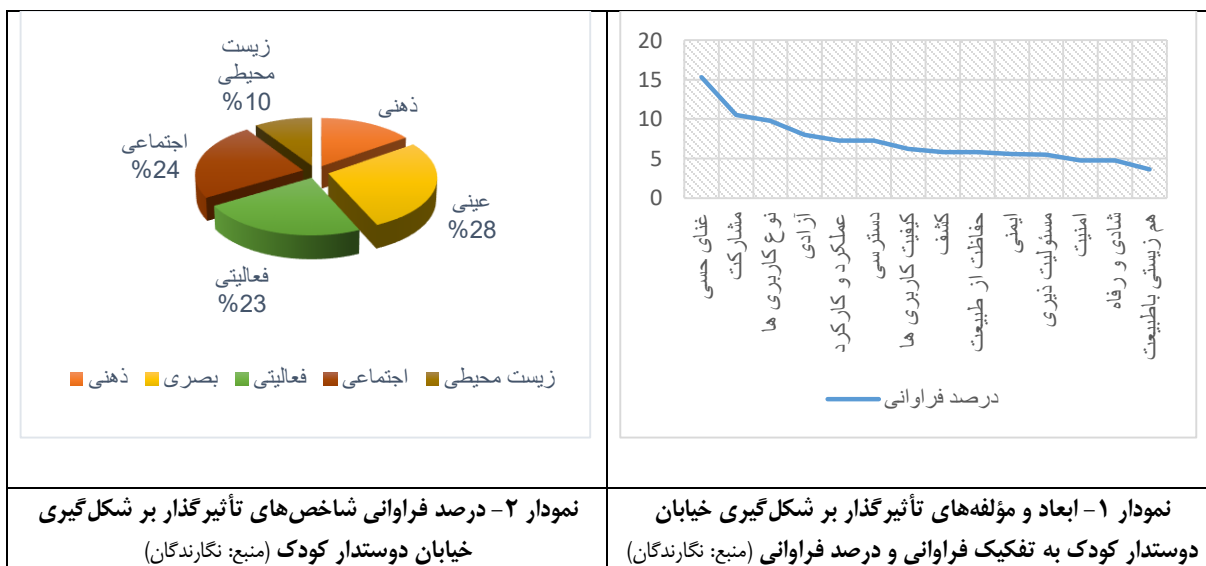 20
15
10
5
0
غنای حسی
مشارکت
نوع کاربری ها
آزادی
عملکرد و کارکرد
دسترسی
کیفیت کاربری ها
کشف
حفاظت از طبیعت
ایمنی
مسئولیت ذیری
امنیت
شادی و رفاه
هم زیستی باطبیعت
درصد فراوانی
نمودار ۱- ابعاد و مؤلفه‌های تأثیرگذار بر شکل‌گیری خیابان
دوستدار کودک به تفکیک فراوانی و درصد فراوانی (منبع: نگارندگان)
زیست
محیطی
%10
ذهنی
اجتماعی
%24
عینی
%28
فعالیتی
%23
ذهنی بصری فعالیتی اجتماعی زیست محیطی
نمودار ۲- درصد فراوانی شاخص‌های تأثیرگذار بر شکل‌گیری
خیابان دوستدار کودک (منبع: نگارندگان)